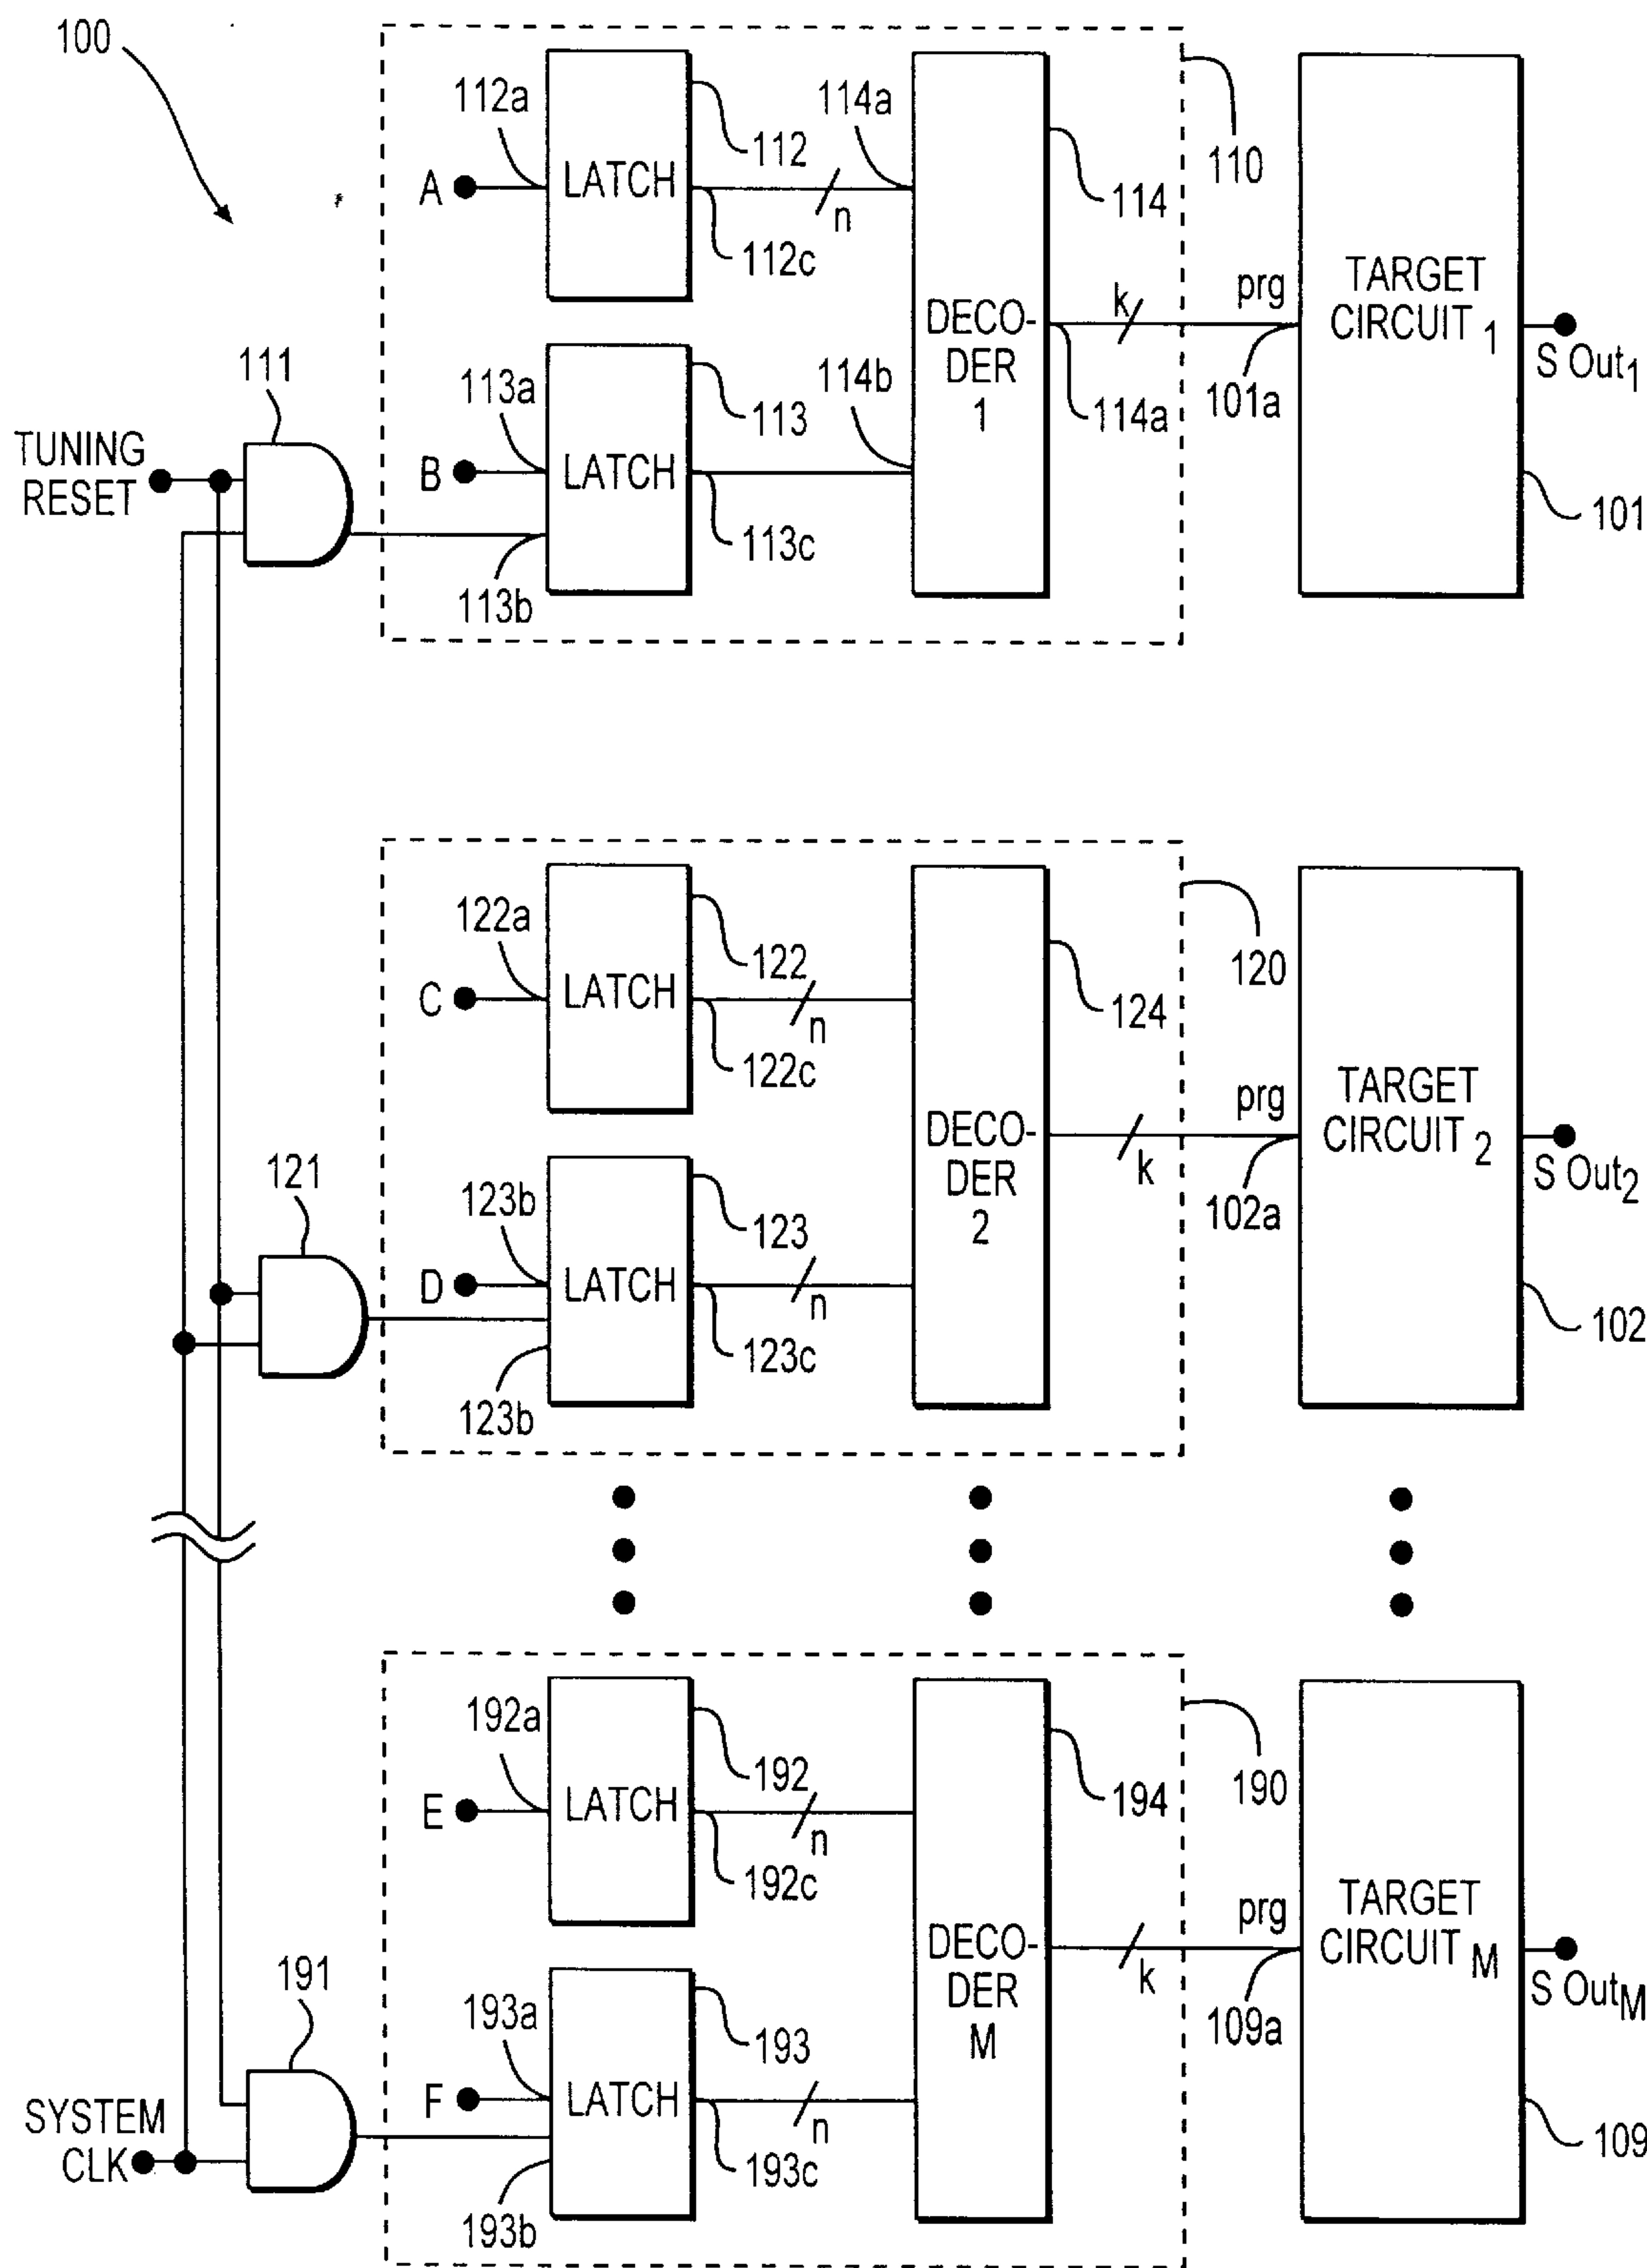 100
112a
A
LATCH
112
n
112c
114a
114
110
DECO-
DER
1
k
114a
prg
101a
TARGET
CIRCUIT 1
S Out1
101
111
TUNING
RESET
113a
B
LATCH
113
113c
113b
114b
122a
C
LATCH
122
n
122c
124
120
DECO-
DER
2
k
prg
102a
TARGET
CIRCUIT 2
S Out2
102
121
123b
D
LATCH
123
n
123c
123b
192a
E
LATCH
192
n
192c
194
190
DECO-
DER
M
k
prg
109a
TARGET
CIRCUIT M
S OutM
109
191
193a
F
LATCH
193
n
193c
193b
SYSTEM
CLK